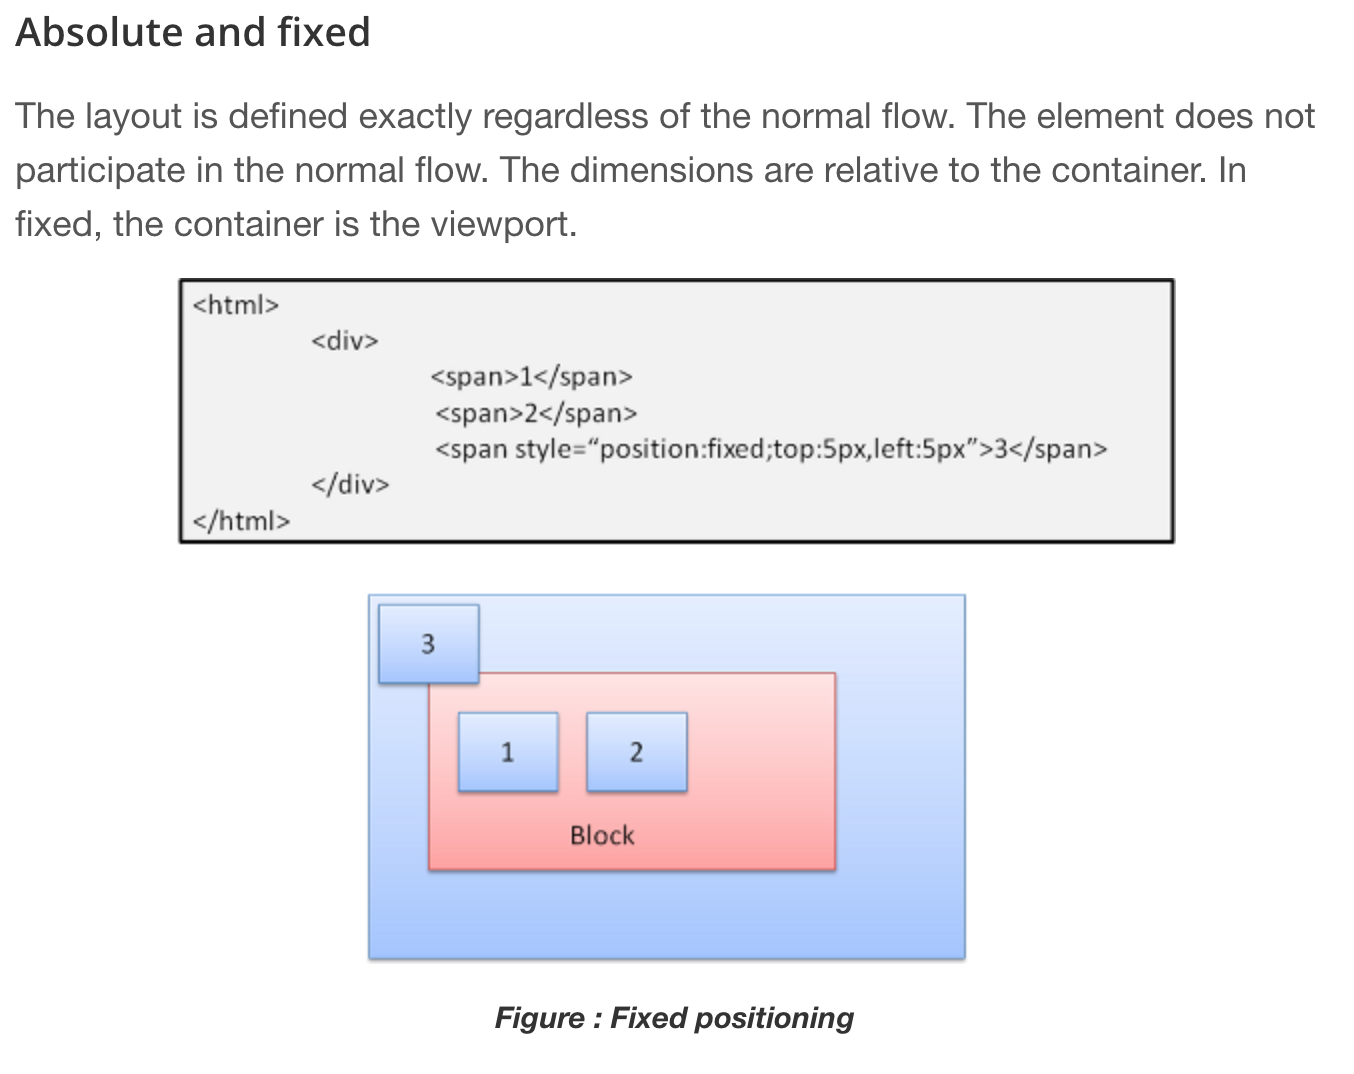 Absolute and fixed
The layout is defined exactly regardless of the normal flow. The element does not
participate in the normal flow. The dimensions are relative to the container. In
fixed, the container is the viewport.
<html>
<div>
<span>1</span>
<span>2</span>
<span style=“position:fixed;top:5px,left:5px”>3</span>
</div>
</html>
3
1 2
Block
Figure : Fixed positioning